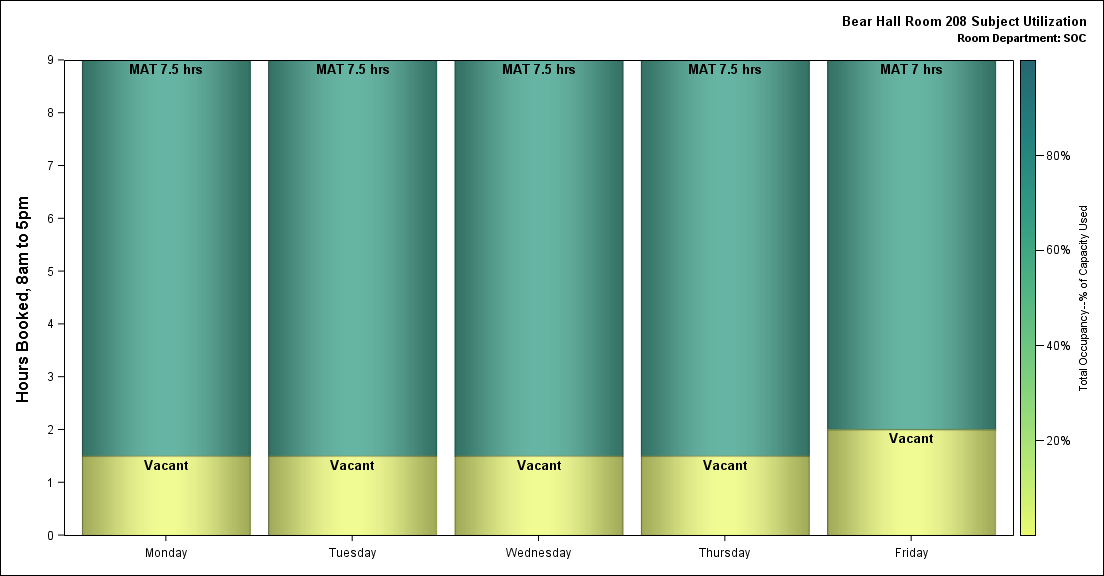 Bear Hall Room 208 Subject Utilization
Room Department: SOC
Hours Booked, 8am to 5pm
9
8
7
6
5
4
3
2
1
0
MAT 7.5 hrs
MAT 7.5 hrs
MAT 7.5 hrs
MAT 7.5 hrs
MAT 7 hrs
Vacant
Vacant
Vacant
Vacant
Vacant
Monday
Tuesday
Wednesday
Thursday
Friday
80%
60%
40%
20%
Total Occupancy--% of Capacity Used